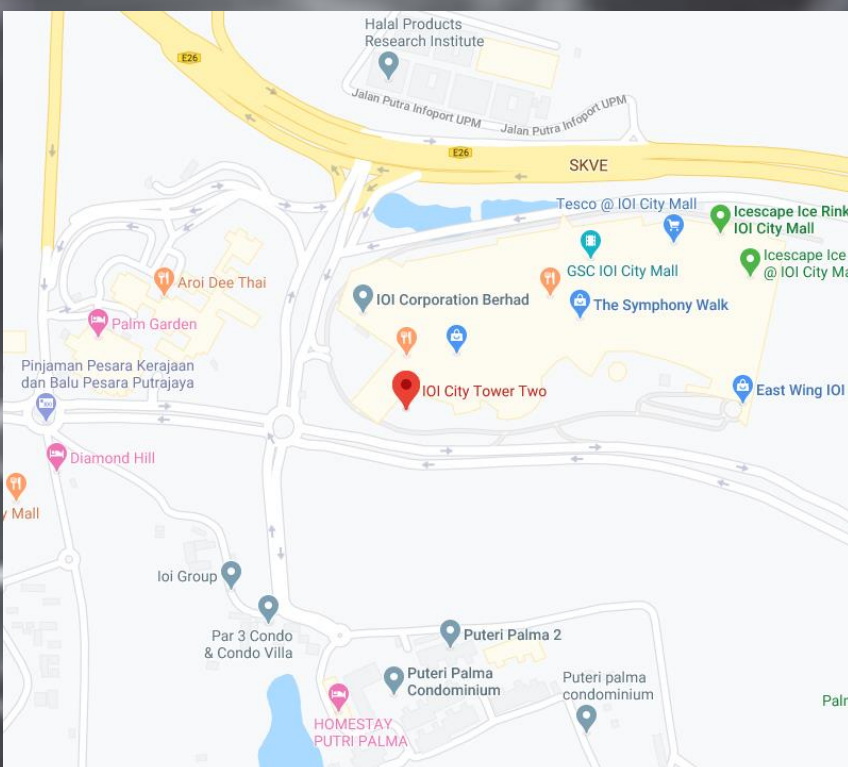 Halal Products
Research Institute
E26
Jalan Putra Infoport UPM
Jalan Putra Infoport UPM
E26
SKVE
Tesco @ IOI City Mall
Icescape Ice Rink
IOI City Mall
Aroi Dee Thai
GSC IOI City Mall
Icescape Ice
@ IOI City Ma
IOI Corporation Berhad
The Symphony Walk
Palm Garden
Pinjaman Pesara Kerajaan
dan Balu Pesara Putrajaya
IOI City Tower Two
East Wing IOI
Diamond Hill
y Mall
Ioi Group
Par 3 Condo
& Condo Villa
Puteri Palma 2
Puteri Palma
Condominium
Puteri palma
condominium
Palm
HOMESTAY
PUTRI PALMA